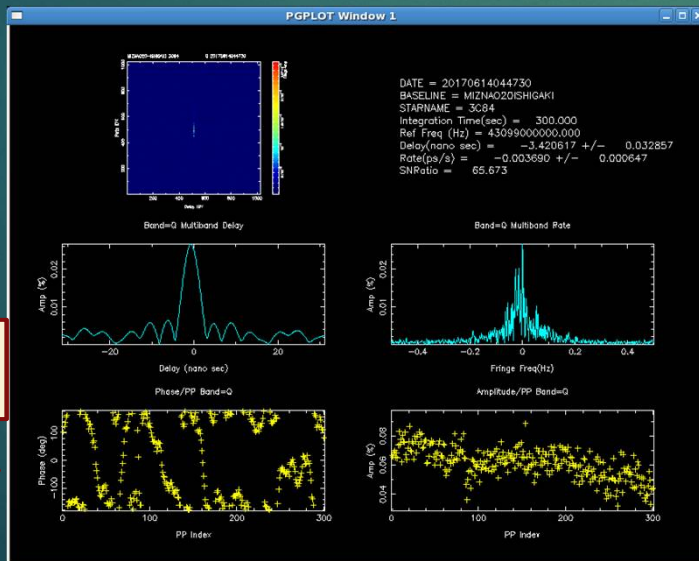 PGPLOT Window 1
DATE = 20170614044730
BASELINE = MIZNAO20ISHIGAKI
STARNAME = 3C84
Integration Time(sec) = 300.000
Ref Freq (Hz) = 43099000000.000
Delay(nano sec) = -3.420617 +/- 0.032857
Rate(ps/s) = -0.003690 +/- 0.000647
SNRatio = 65.673
Band=Q Multiband Delay
Amp (%)
0.02
0.01
-20 0 20
Delay (nano sec)
Band=Q Multiband Rate
Amp (%)
0.02
0.01
-0.4 -0.2 0 0.2 0.4
Fringe Freq(Hz)
Phase/PP Band=Q
Phase (deg)
100
0
-100
0 100 200 300
PP Index
Amplitude/PP Band=Q
Amp (%)
0.08
0.06
0.04
0 100 200 300
PP Index